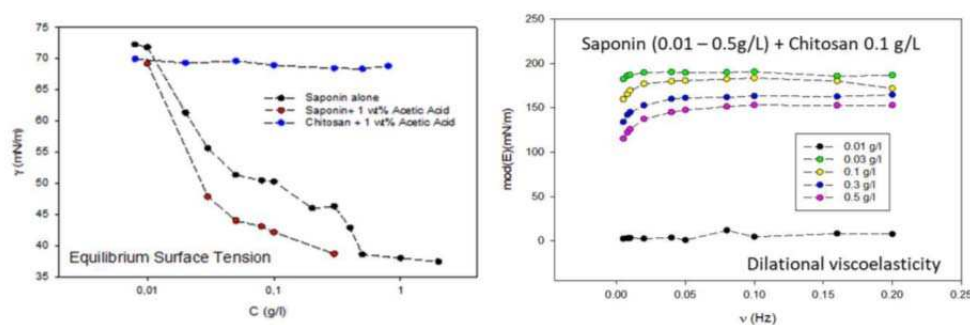 75
70
65
60
55
50
45
40
35
γ (mN/m)
Saponin alone
Saponin+ 1 wt% Acetic Acid
Chitosan + 1 wt% Acetic Acid
Equilibrium Surface Tension
0,01 0,1 1
C (g/l)
250
200
150
100
50
0
mod(E)(mN/m)
Saponin (0.01 – 0.5g/L) + Chitosan 0.1 g/L
0.01 g/l
0.03 g/l
0.1 g/l
0.3 g/l
0.5 g/l
Dilational viscoelasticity
0.00 0.05 0.10 0.15 0.20 0.25
ν (Hz)